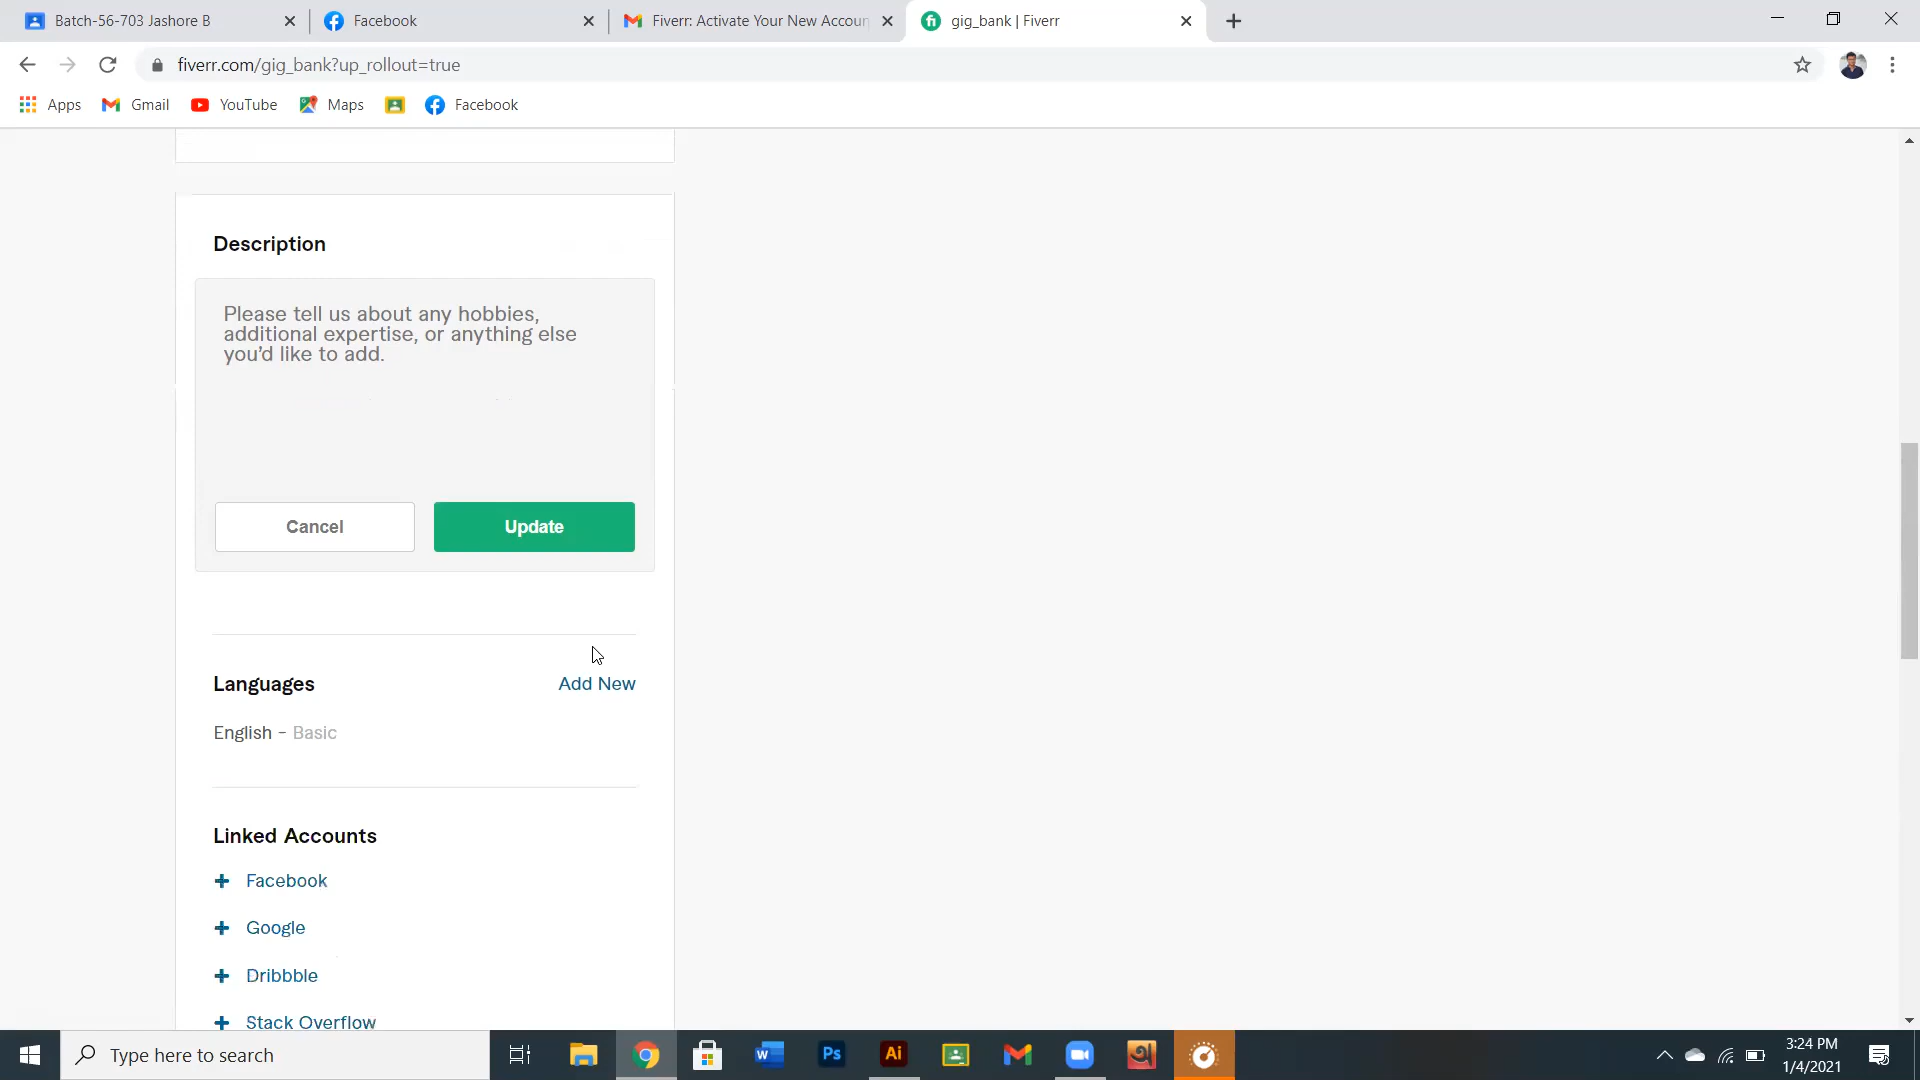 Batch-56-703 Jashore B
Facebook
Fiverr: Activate Your New Accoun
gig_bank | Fiverr
fiverr.com/gig_bank?up_rollout=true
Apps
Gmail
YouTube
Maps
Facebook
Description
Please tell us about any hobbies,
additional expertise, or anything else
you’d like to add.
Cancel
Update
Languages
Add New
English - Basic
Linked Accounts
+ Facebook
+ Google
+ Dribbble
+ Stack Overflow
Type here to search
3:24 PM
1/4/2021